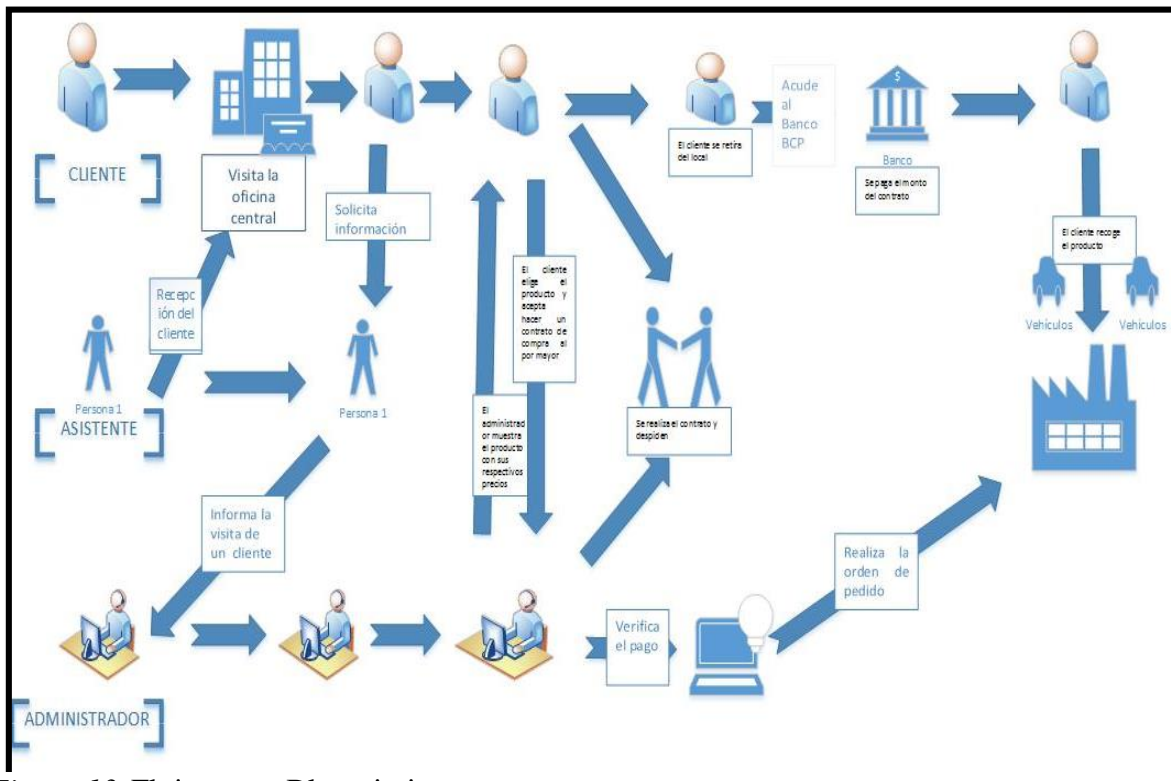 CLIENTE
Visita la
oficina
central
Solicita
información
El cliente se retira
del local
Acude
al
Banco
BCP
$
Banco
Se paga el monto
del contrato
El cliente recoge
el producto
Vehículos
Vehículos
Recepc
ión del
cliente
Persona 1
ASISTENTE
Persona 1
El cliente
elige el
producto y
acepta
hacer un
contrato de
compra al
por mayor
El
administrad
or muestra
el producto
con sus
respectivos
precios
Se realiza el contrato y
despiden
Informa la
visita de
un cliente
Verifica
el pago
Realiza la
orden de
pedido
ADMINISTRADOR